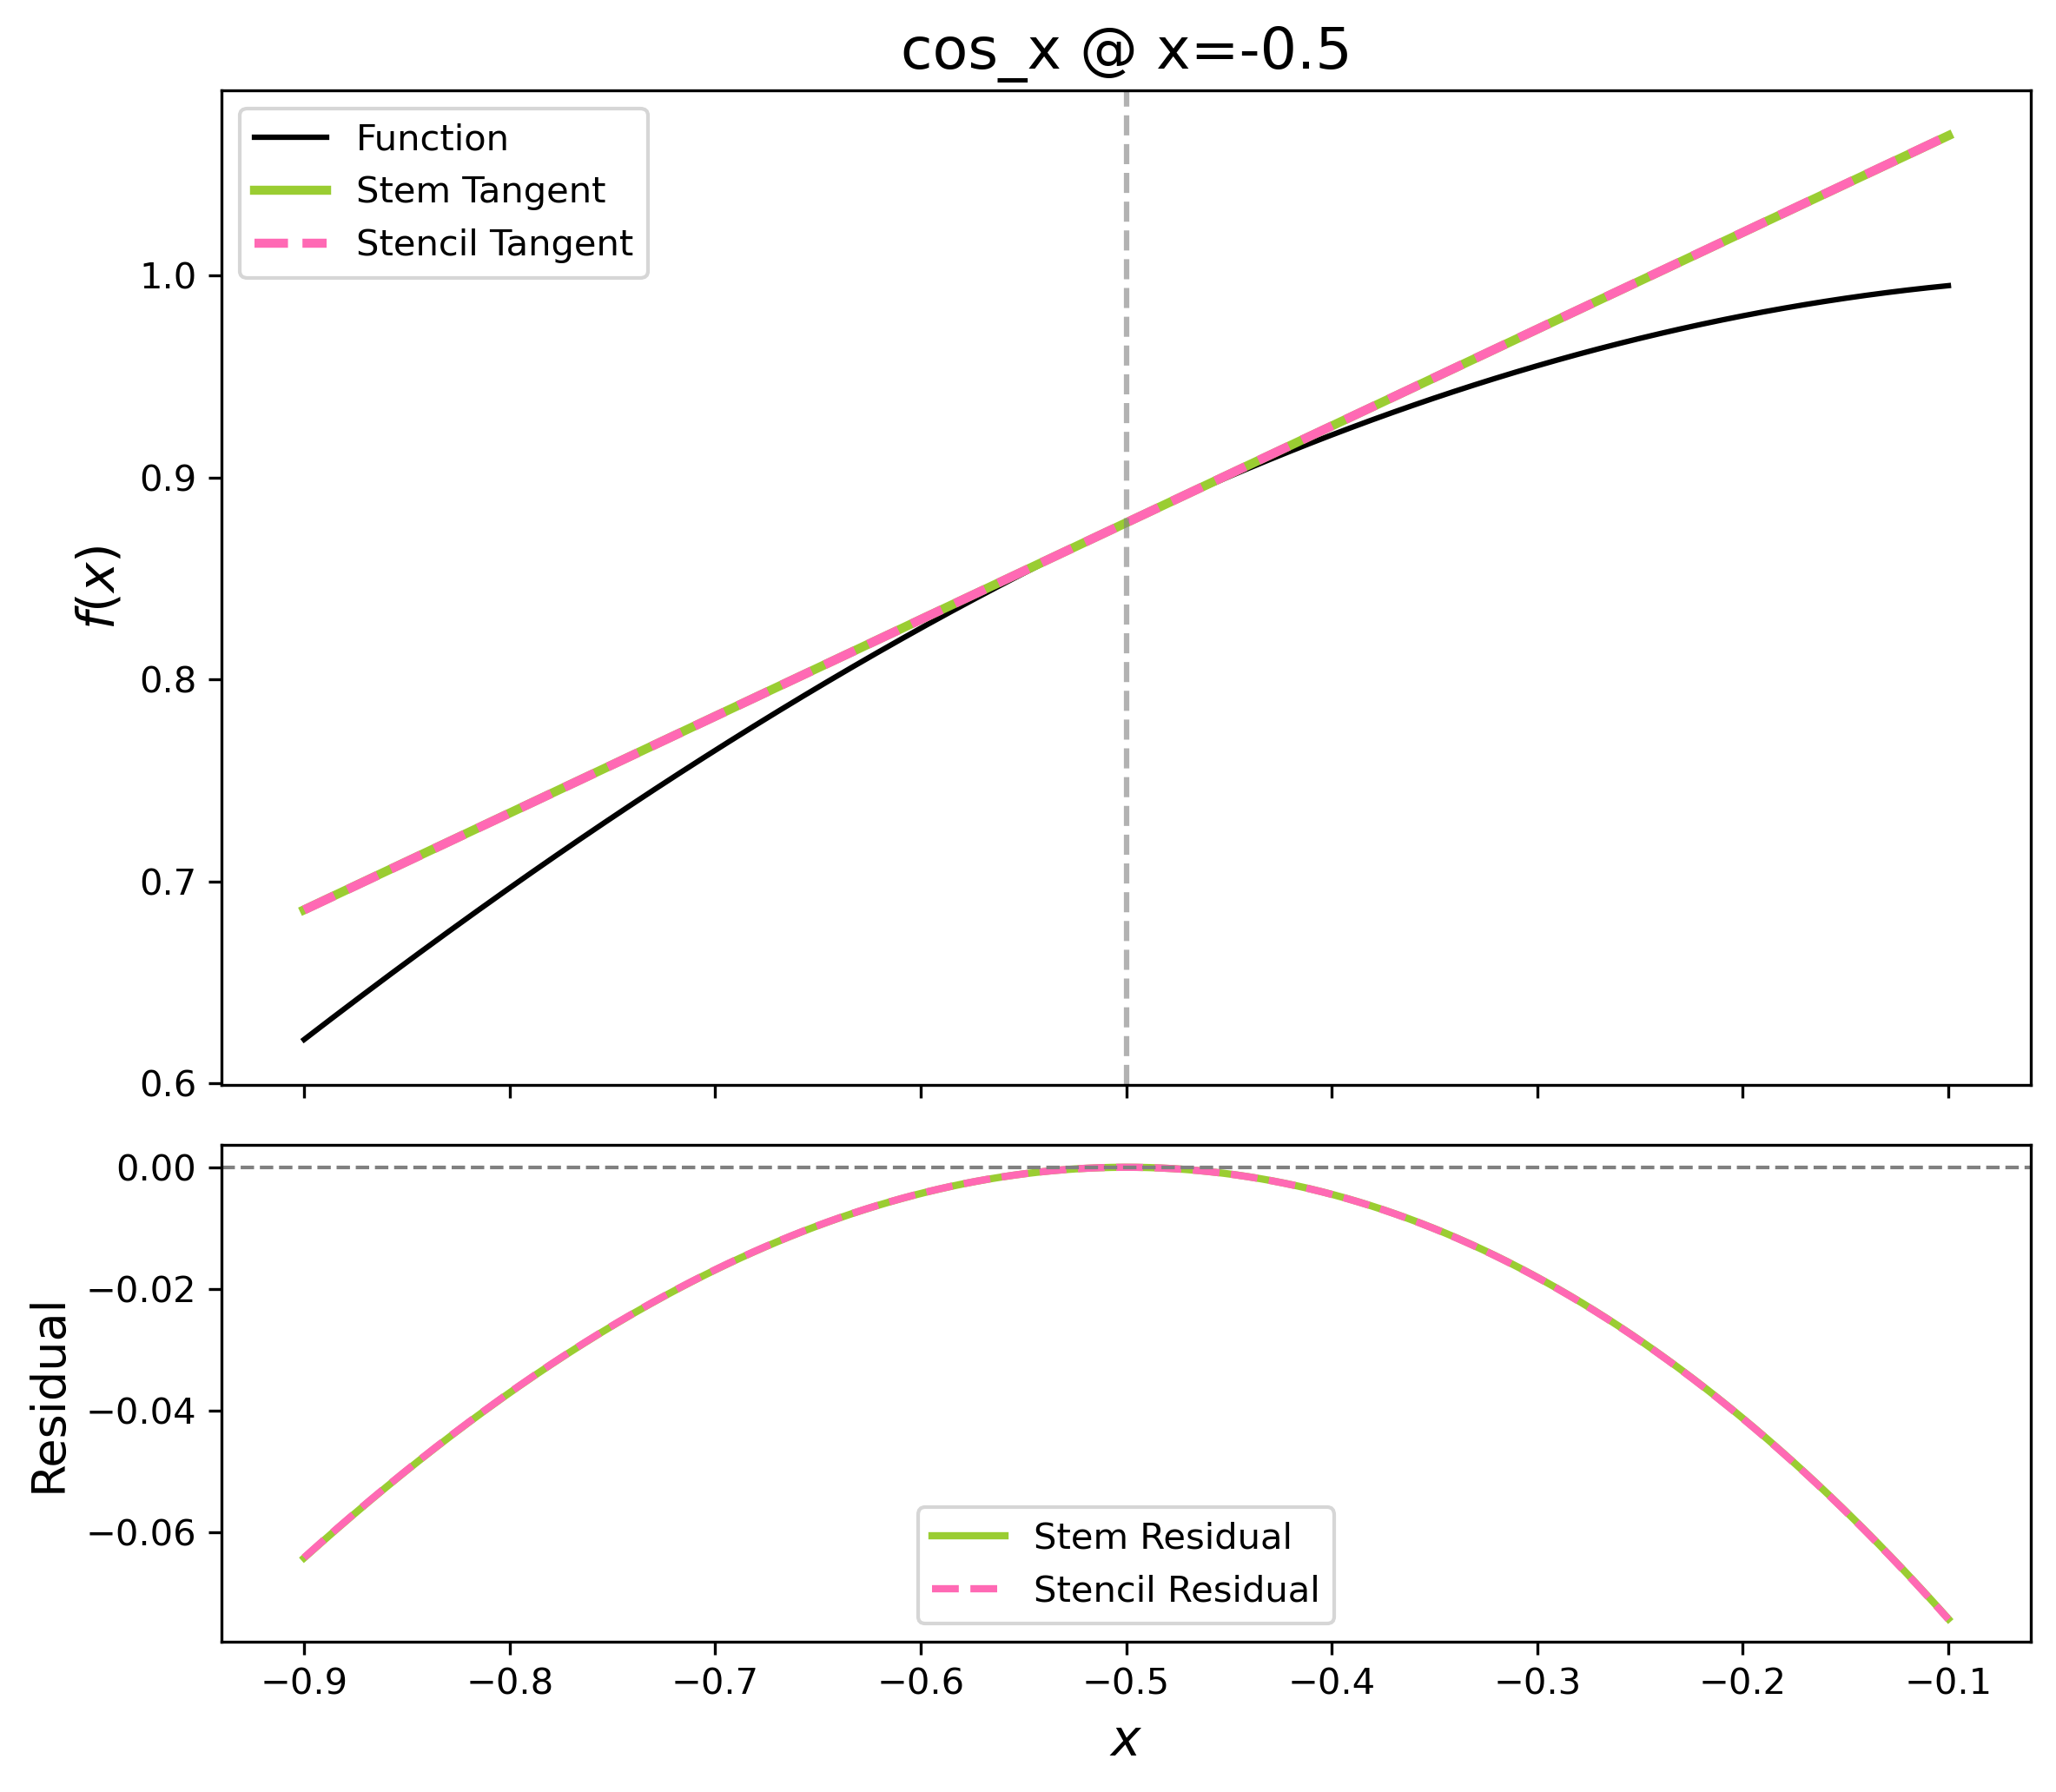 cos_x @ x=-0.5
Function
Stem Tangent
Stencil Tangent
1.0
0.9
0.8
0.7
0.6
f(x)
0.00
−0.02
−0.04
−0.06
Residual
Stem Residual
Stencil Residual
−0.9 −0.8 −0.7 −0.6 −0.5 −0.4 −0.3 −0.2 −0.1
x